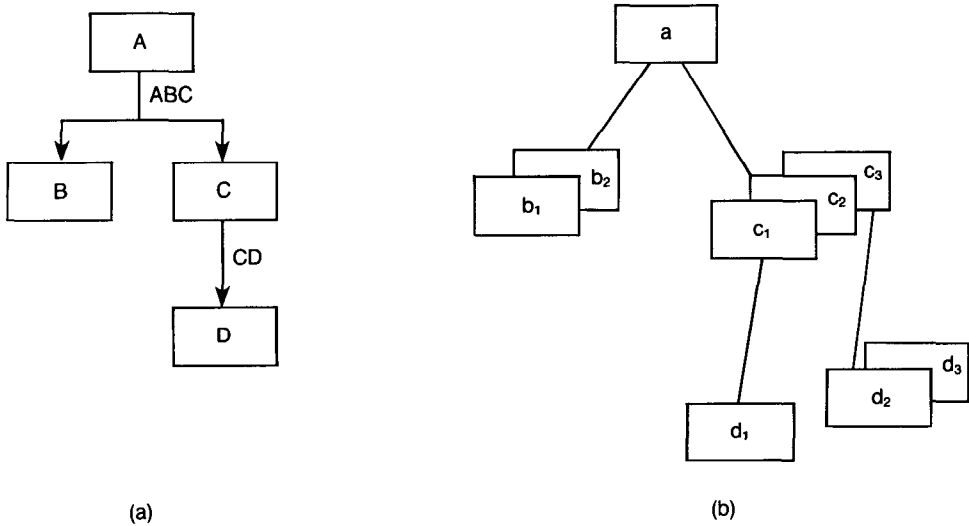 A
ABC
B
C
CD
D
(a)
a
b₂
b₁
c₃
c₂
c₁
d₃
d₂
d₁
(b)